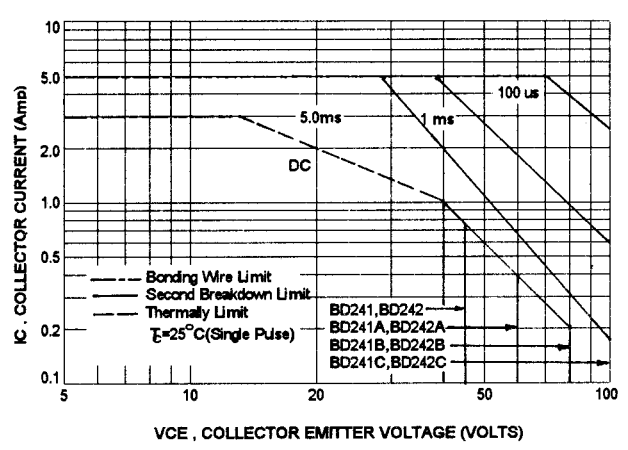 10
5.0
2.0
1.0
0.5
0.2
0.1
IC , COLLECTOR CURRENT (Amp)
100 us
5.0ms
1 ms
DC
Bonding Wire Limit
Second Breakdown Limit
Thermally Limit
Tc=25°C(Single Pulse)
BD241,BD242
BD241A,BD242A
BD241B,BD242B
BD241C,BD242C
5
10
20
50
100
VCE , COLLECTOR EMITTER VOLTAGE (VOLTS)